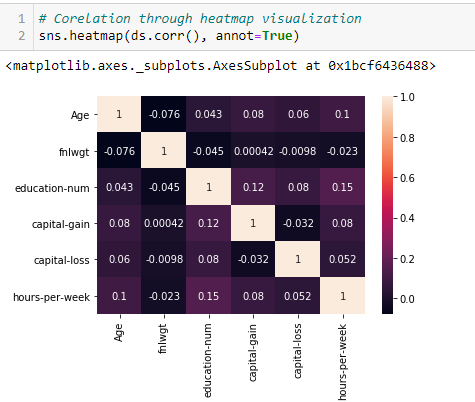 1 # Corelation through heatmap visualization
2 sns.heatmap(ds.corr(), annot=True)
<matplotlib.axes._subplots.AxesSubplot at 0x1bcf6436488>
1.0
Age 1 -0.076 0.043 0.08 0.06 0.1
0.8
fnlwgt -0.076 1 -0.045 0.00042 -0.0098 -0.023
education-num 0.043 -0.045 1 0.12 0.08 0.15
0.6
capital-gain 0.08 0.00042 0.12 1 -0.032 0.08
0.4
capital-loss 0.06 -0.0098 0.08 -0.032 1 0.052
0.2
hours-per-week 0.1 -0.023 0.15 0.08 0.052 1
0.0
Age fnlwgt education-num capital-gain capital-loss hours-per-week